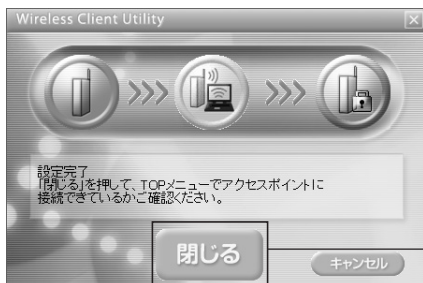 Wireless Client Utility
設定完了
「閉じる」を押して、TOPメニューでアクセスポイントに
接続できているかご確認ください。
閉じる
キャンセル